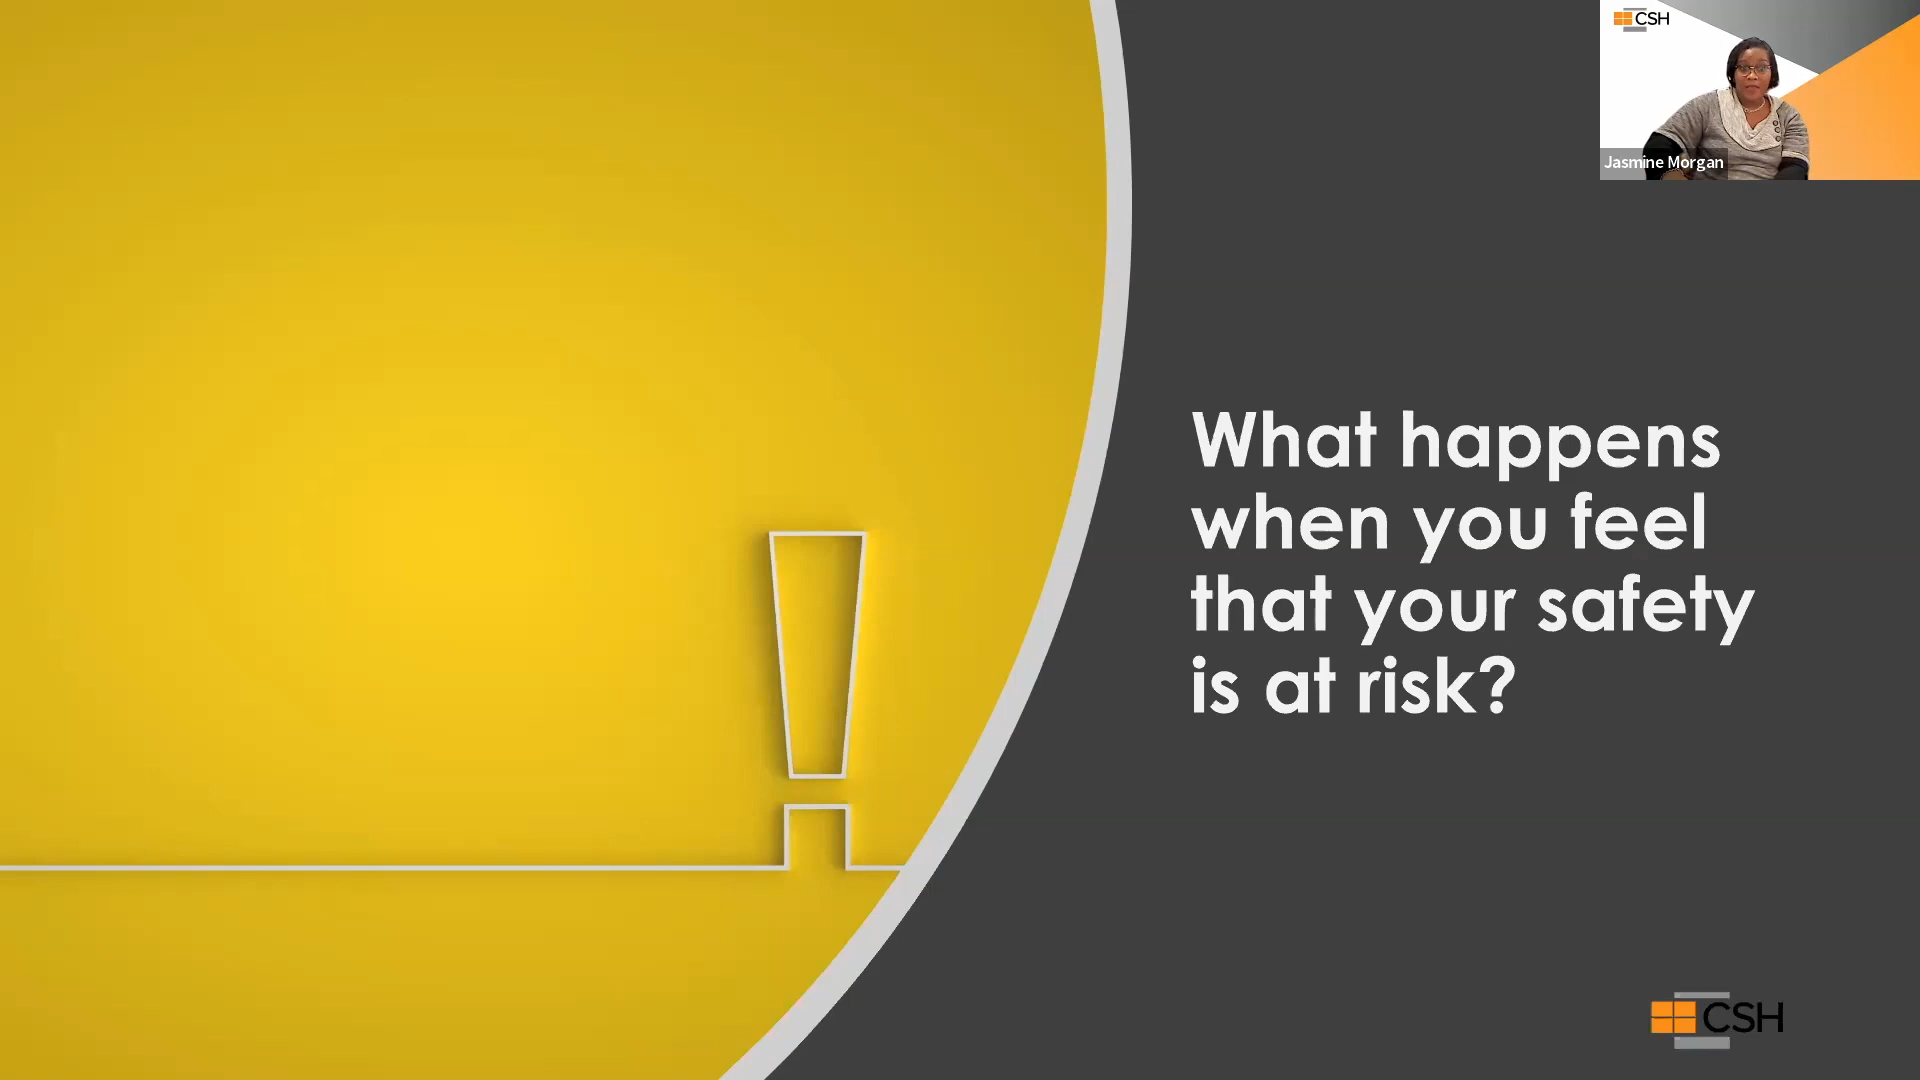 CSH
Jasmine Morgan
What happens
when you feel
that your safety
is at risk?
CSH